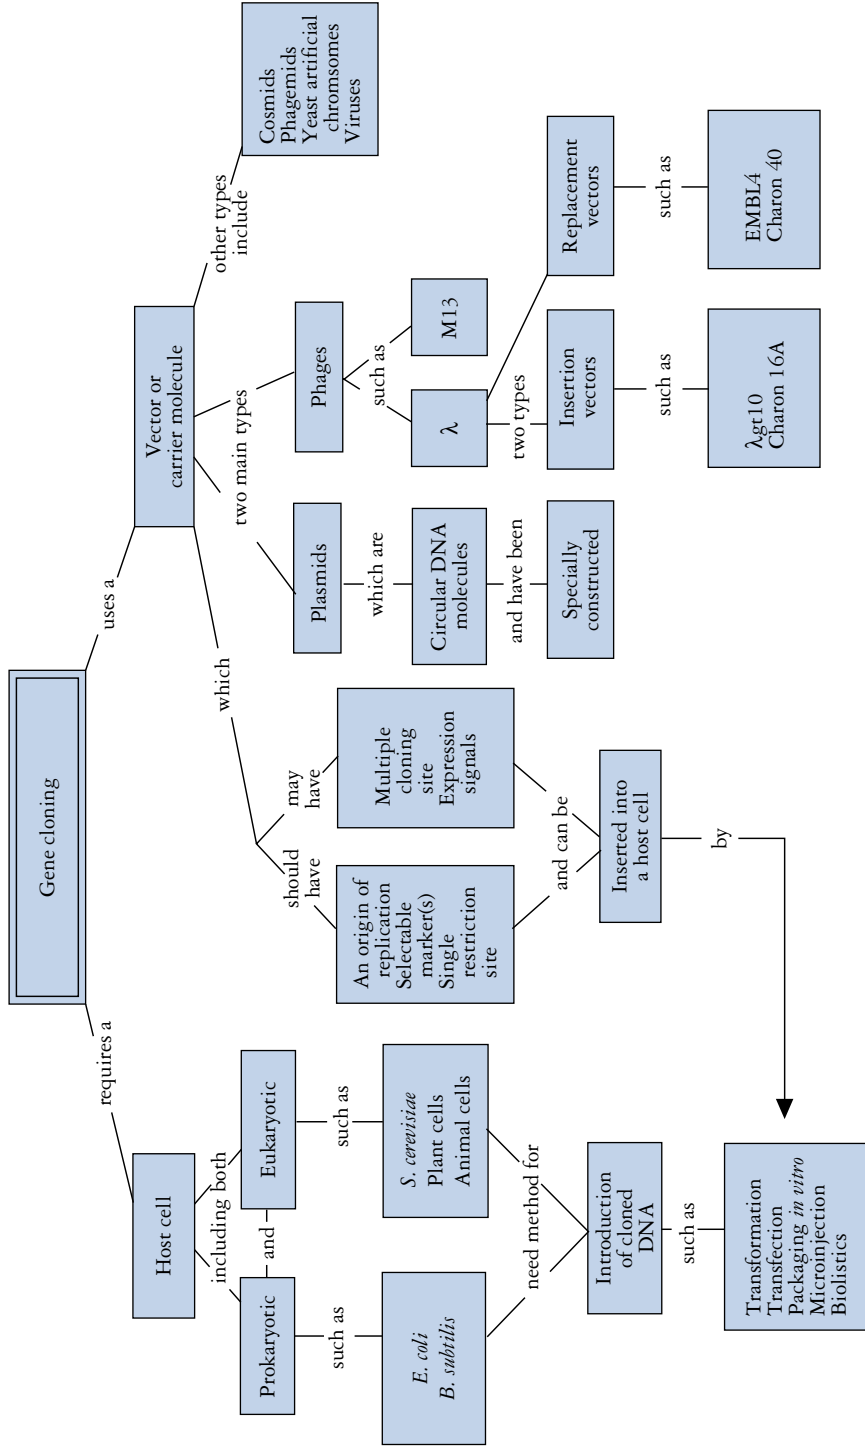 Gene cloning
requires a
uses a
Host cell
Vector or
carrier molecule
including both
Prokaryotic
and
Eukaryotic
such as
such as
E. coli
B. subtilis
S. cerevisiae
Plant cells
Animal cells
need method for
Introduction
of cloned
DNA
such as
Transformation
Transfection
Packaging in vitro
Microinjection
Biolistics
which
should
have
may
have
An origin of
replication
Selectable
marker(s)
Single
restriction
site
Multiple
cloning
site
Expression
signals
and can be
Inserted into
a host cell
by
two main types
Plasmids
which are
Circular DNA
molecules
and have been
Specially
constructed
Phages
such as
λ
M13
two types
Insertion
vectors
such as
λgt10
Charon 16A
Replacement
vectors
such as
EMBL4
Charon 40
other types
include
Cosmids
Phagemids
Yeast artificial
chromsomes
Viruses